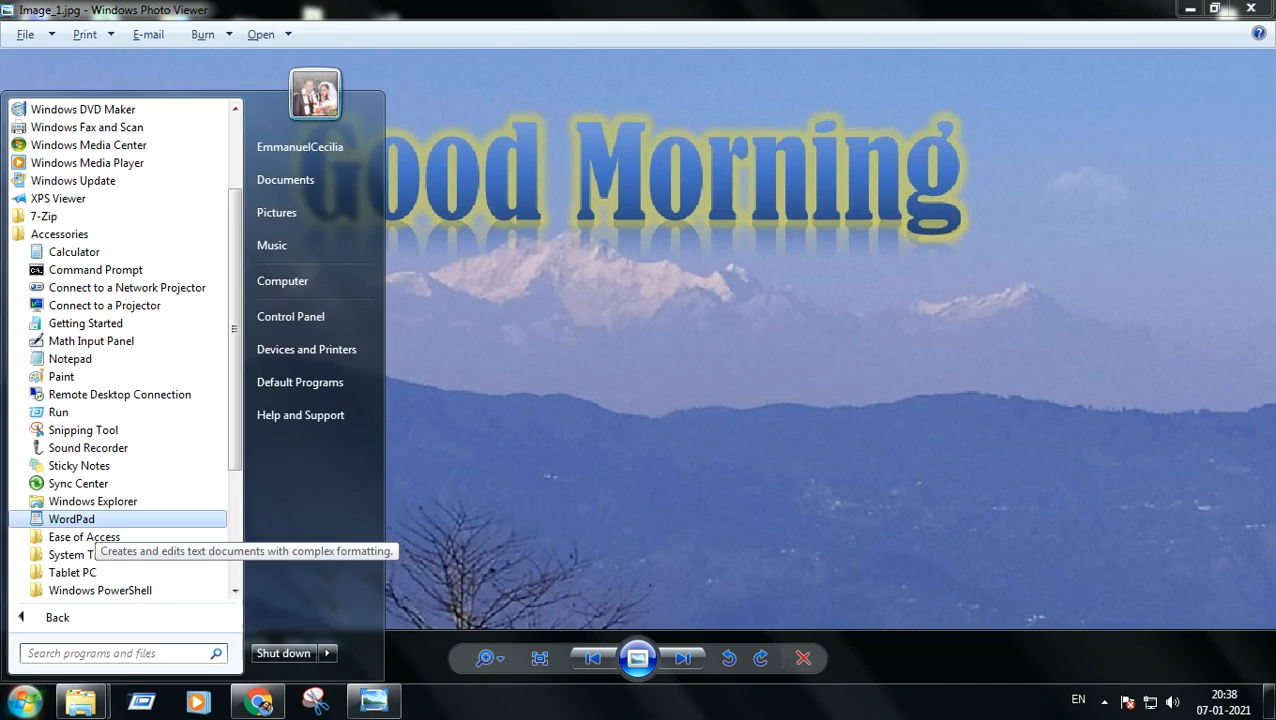 Image_1.jpg - Windows Photo Viewer
File Print E-mail Burn Open
Good Morning
Windows DVD Maker
Windows Fax and Scan
Windows Media Center
Windows Media Player
Windows Update
XPS Viewer
7-Zip
Accessories
Calculator
Command Prompt
Connect to a Network Projector
Connect to a Projector
Getting Started
Math Input Panel
Notepad
Paint
Remote Desktop Connection
Run
Snipping Tool
Sound Recorder
Sticky Notes
Sync Center
Windows Explorer
WordPad
Ease of Access
System T
Creates and edits text documents with complex formatting.
Tablet PC
Windows PowerShell
Back
Search programs and files
EmmanuelCecilia
Documents
Pictures
Music
Computer
Control Panel
Devices and Printers
Default Programs
Help and Support
Shut down
EN
20:38
07-01-2021